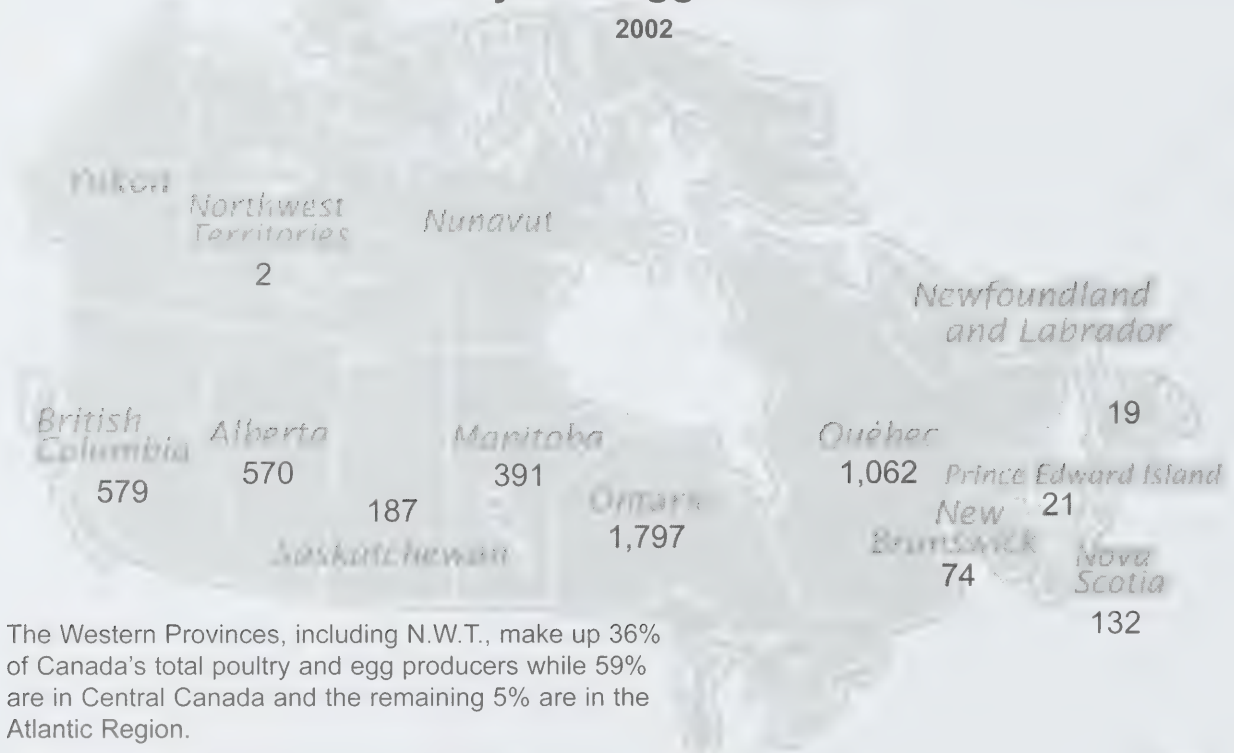 2002
Yukon
Northwest
Territories
2
Nunavut
Newfoundland
and Labrador
19
British
Columbia
579
Alberta
570
187
Saskatchewan
Manitoba
391
Ontario
1,797
Québec
1,062
Prince Edward Island
21
New
Brunswick
74
Nova
Scotia
132
The Western Provinces, including N.W.T., make up 36%
of Canada's total poultry and egg producers while 59%
are in Central Canada and the remaining 5% are in the
Atlantic Region.